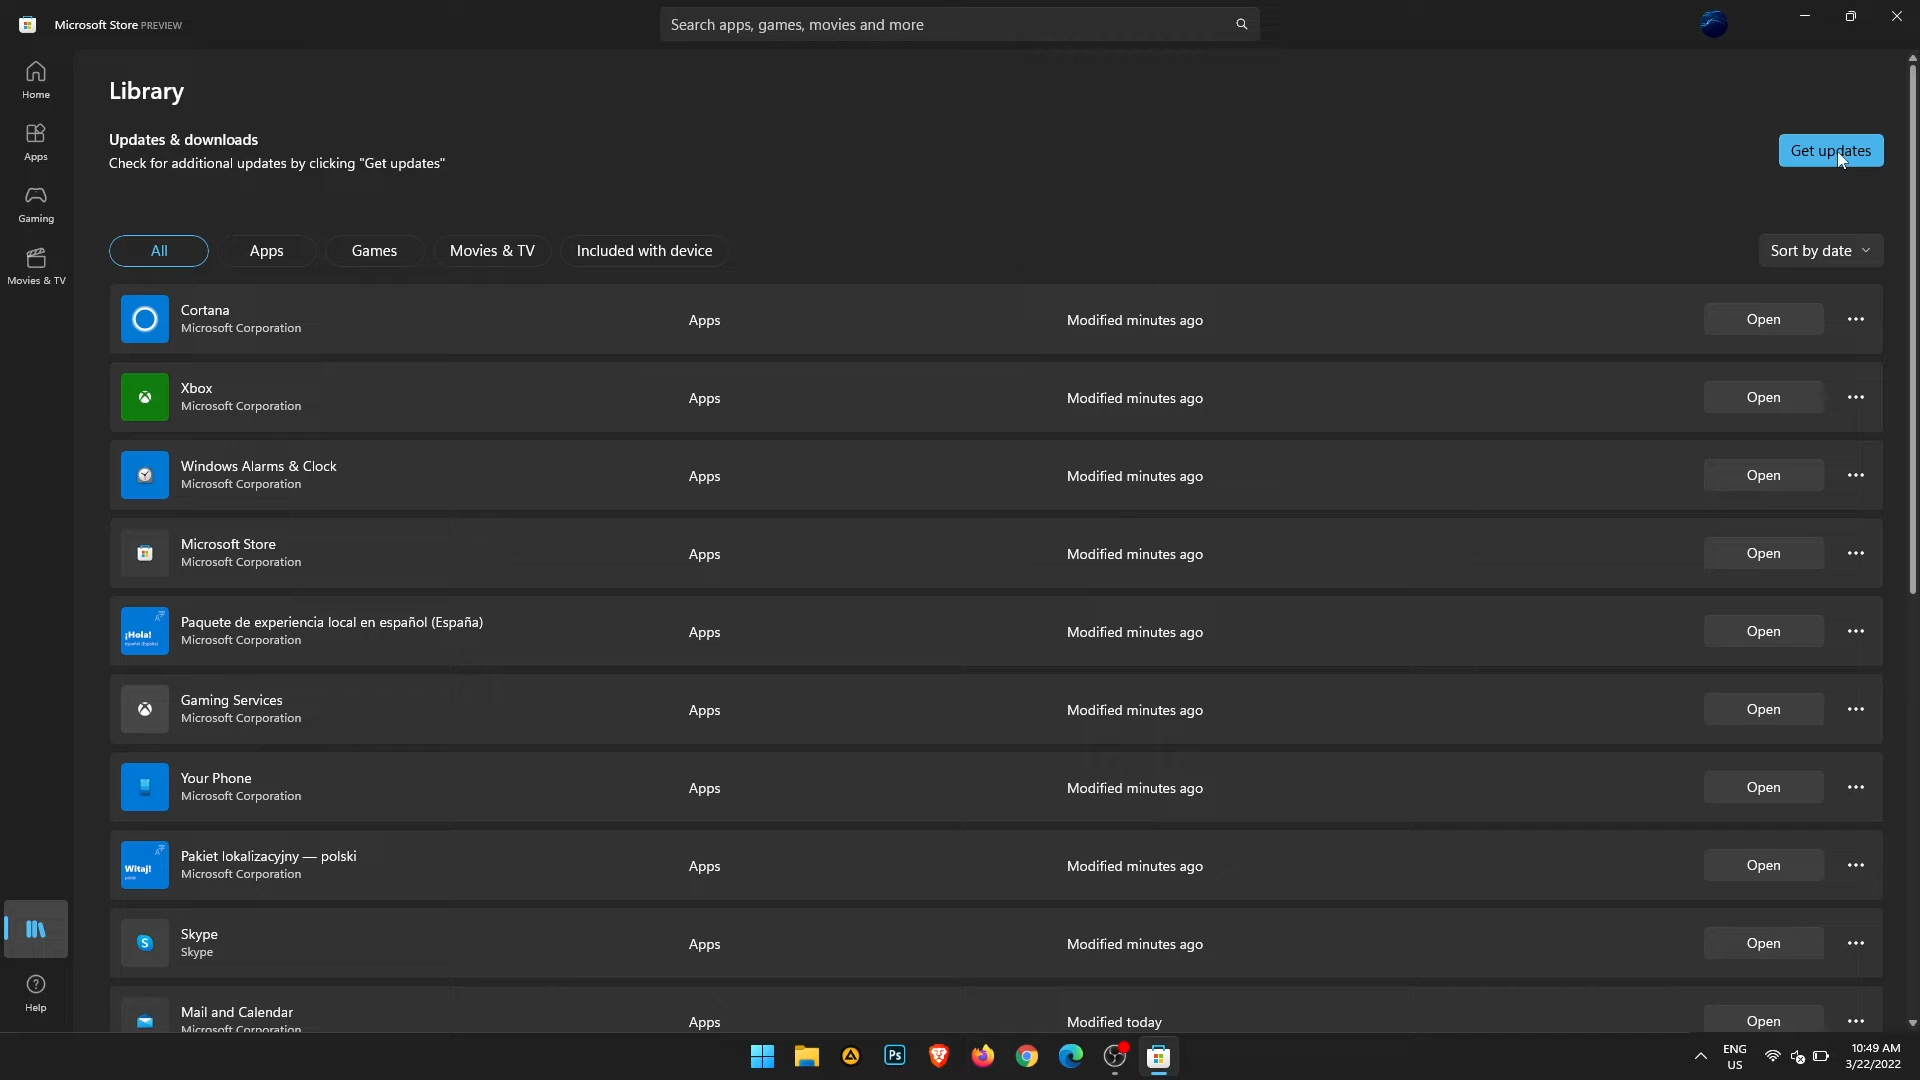 Microsoft Store PREVIEW
Search apps, games, movies and more
Home
Apps
Gaming
Movies & TV
Help
Library
Updates & downloads
Check for additional updates by clicking "Get updates"
Get updates
All
Apps
Games
Movies & TV
Included with device
Sort by date
Cortana
Microsoft Corporation
Apps
Modified minutes ago
Open
Xbox
Microsoft Corporation
Apps
Modified minutes ago
Open
Windows Alarms & Clock
Microsoft Corporation
Apps
Modified minutes ago
Open
Microsoft Store
Microsoft Corporation
Apps
Modified minutes ago
Open
¡Hola!
español (España)
Paquete de experiencia local en español (España)
Microsoft Corporation
Apps
Modified minutes ago
Open
Gaming Services
Microsoft Corporation
Apps
Modified minutes ago
Open
Your Phone
Microsoft Corporation
Apps
Modified minutes ago
Open
Witaj!
polski
Pakiet lokalizacyjny — polski
Microsoft Corporation
Apps
Modified minutes ago
Open
S
Skype
Skype
Apps
Modified minutes ago
Open
Mail and Calendar
Microsoft Corporation
Apps
Modified today
Open
Ps
ENG
US
10:49 AM
3/22/2022